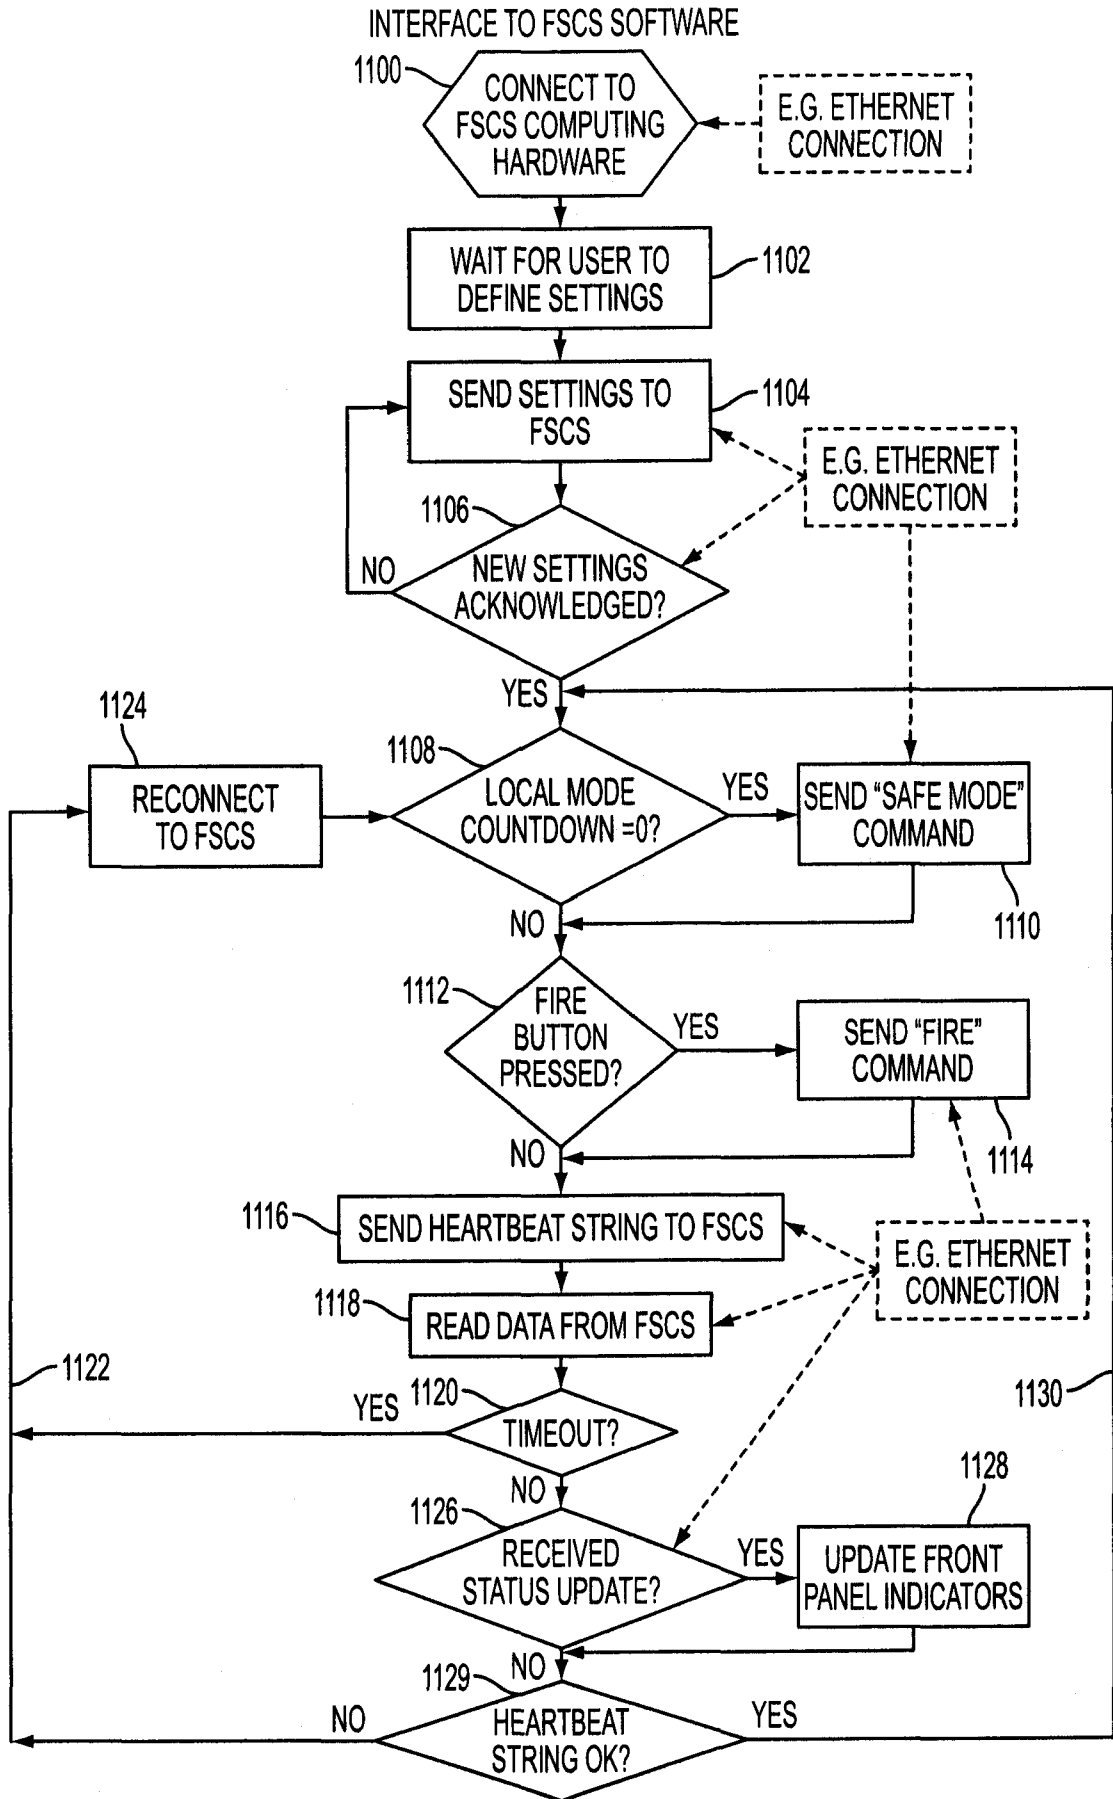 INTERFACE TO FSCS SOFTWARE
1100
CONNECT TO
FSCS COMPUTING
HARDWARE
E.G. ETHERNET
CONNECTION
WAIT FOR USER TO
DEFINE SETTINGS
1102
SEND SETTINGS TO
FSCS
1104
E.G. ETHERNET
CONNECTION
1106
NO
NEW SETTINGS
ACKNOWLEDGED?
YES
1124
RECONNECT
TO FSCS
1108
LOCAL MODE
COUNTDOWN =0?
YES
SEND “SAFE MODE”
COMMAND
1110
NO
1112
FIRE
BUTTON
PRESSED?
YES
SEND “FIRE”
COMMAND
1114
NO
1116
SEND HEARTBEAT STRING TO FSCS
E.G. ETHERNET
CONNECTION
1118
READ DATA FROM FSCS
1122
1120
YES
TIMEOUT?
1130
NO
1126
RECEIVED
STATUS UPDATE?
YES
1128
UPDATE FRONT
PANEL INDICATORS
NO
1129
NO
HEARTBEAT
STRING OK?
YES